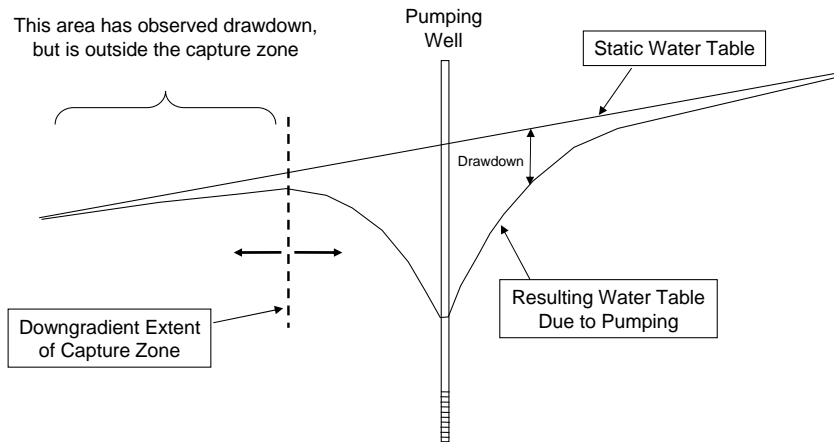 This area has observed drawdown,
but is outside the capture zone
Pumping
Well
Static Water Table
Drawdown
Resulting Water Table
Due to Pumping
Downgradient Extent
of Capture Zone